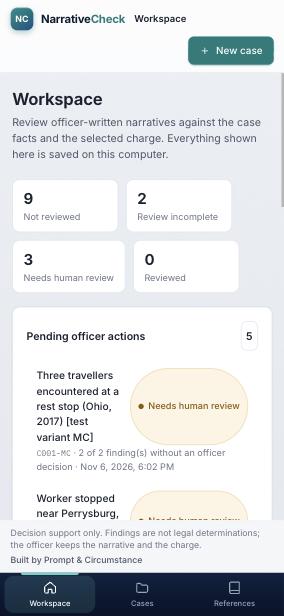 NC NarrativeCheck Workspace
+ New case
Workspace
Review officer-written narratives against the case
facts and the selected charge. Everything shown
here is saved on this computer.
9
Not reviewed
2
Review incomplete
3
Needs human review
0
Reviewed
Pending officer actions 5
Three travellers
encountered at a
rest stop (Ohio,
2017) [test
variant MC]
Needs human review
C001-MC · 2 of 2 finding(s) without an officer
decision · Nov 6, 2026, 6:02 PM
Worker stopped
near Perrysburg,
Needs human review
Decision support only. Findings are not legal determinations;
the officer keeps the narrative and the charge.
Built by Prompt & Circumstance
Workspace Cases References